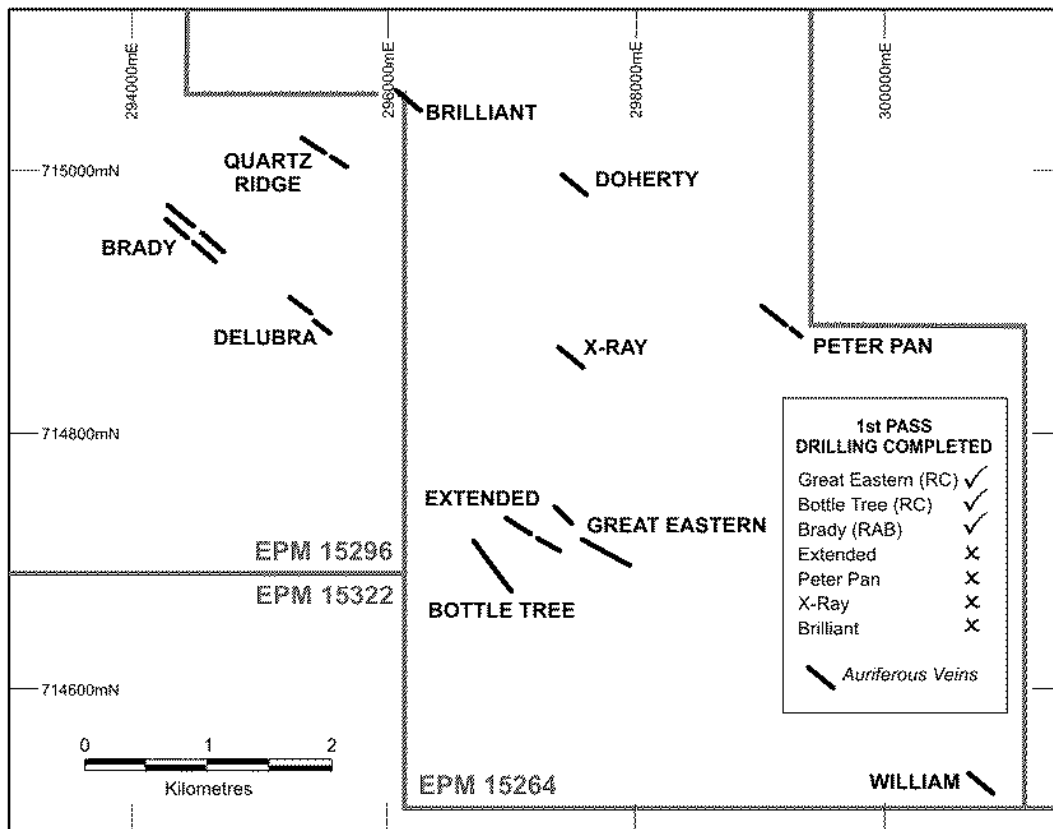 294000mE
296000mE
298000mE
300000mE
BRILLIANT
QUARTZ
RIDGE
715000mN
DOHERTY
BRADY
DELUBRA
X-RAY
PETER PAN
714800mN
1st PASS
DRILLING COMPLETED
Great Eastern (RC) ✓
Bottle Tree (RC) ✓
Brady (RAB) ✓
Extended ×
Peter Pan ×
X-Ray ×
Brilliant ×
Auriferous Veins
EXTENDED
GREAT EASTERN
EPM 15296
EPM 15322
BOTTLE TREE
714600mN
0 1 2
Kilometres
EPM 15264
WILLIAM